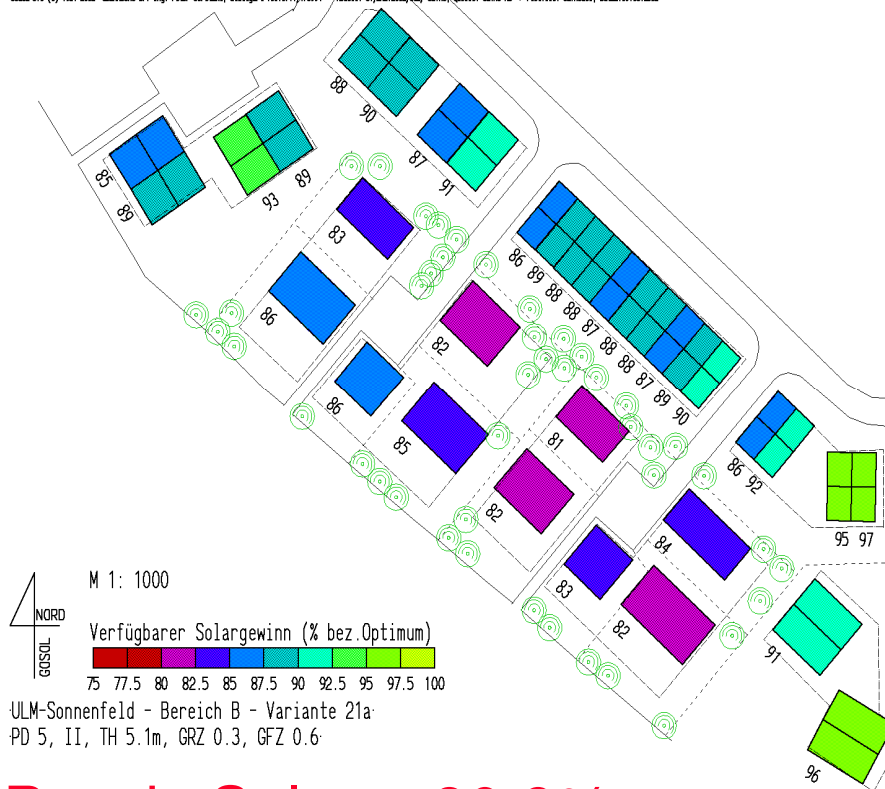 88
90
87
91
85
89
93
89
83
86
86 89 88 88 87 88 88 87 89 90
82
86
85
81
82
86 92
95 97
84
83
82
91
96
M 1: 1000
NORD
GOSOL
Verfügbarer Solargewinn (% bez.Optimum)
75 77.5 80 82.5 85 87.5 90 92.5 95 97.5 100
ULM-Sonnenfeld - Bereich B - Variante 21a
PD 5, II, TH 5.1m, GRZ 0.3, GFZ 0.6